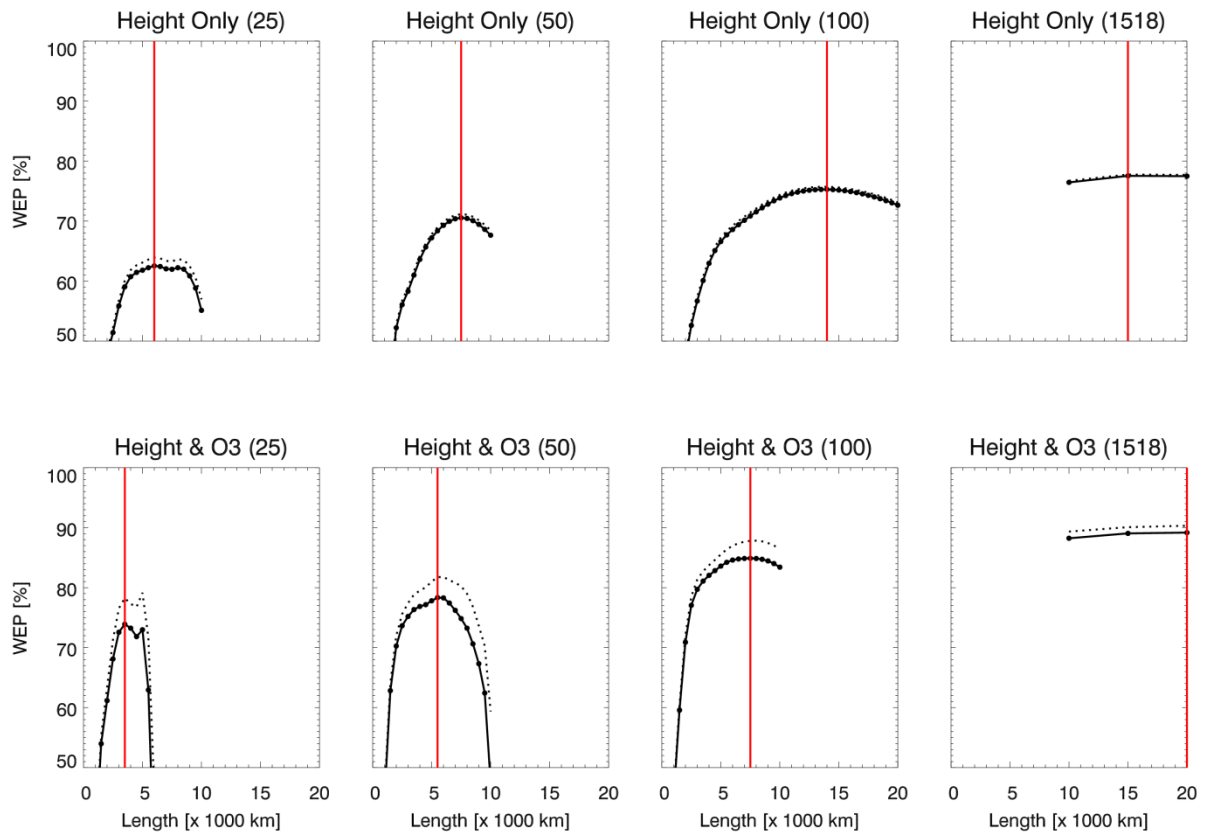 Height Only (25) Height Only (50) Height Only (100) Height Only (1518)
100
90
80
70
60
50
WEP [%]
Height & O3 (25) Height & O3 (50) Height & O3 (100) Height & O3 (1518)
100
90
80
70
60
50
WEP [%]
0 5 10 15 20 0 5 10 15 20 0 5 10 15 20 0 5 10 15 20
Length [x 1000 km] Length [x 1000 km] Length [x 1000 km] Length [x 1000 km]